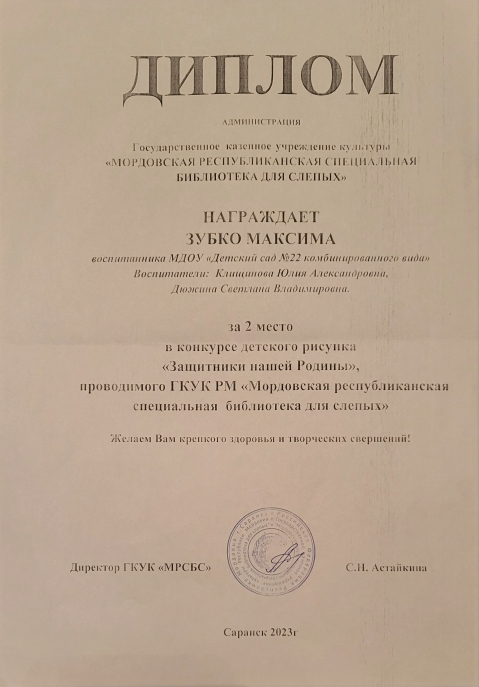 ДИПЛОМ
АДМИНИСТРАЦИЯ
Государственное казенное учреждение культуры
«МОРДОВСКАЯ РЕСПУБЛИКАНСКАЯ СПЕЦИАЛЬНАЯ
БИБЛИОТЕКА ДЛЯ СЛЕПЫХ»
НАГРАЖДАЕТ
ЗУБКО МАКСИМА
воспитанника МДОУ «Детский сад №22 комбинированного вида»
Воспитатели: Клищинова Юлия Александровна,
Дюжина Светлана Владимировна.
за 2 место
в конкурсе детского рисунка
«Защитники нашей Родины»,
проводимого ГКУК РМ «Мордовская республиканская
специальная библиотека для слепых»
Желаем Вам крепкого здоровья и творческих свершений!
Директор ГКУК «МРСБС» С.Н. Астайкина
Саранск 2023г